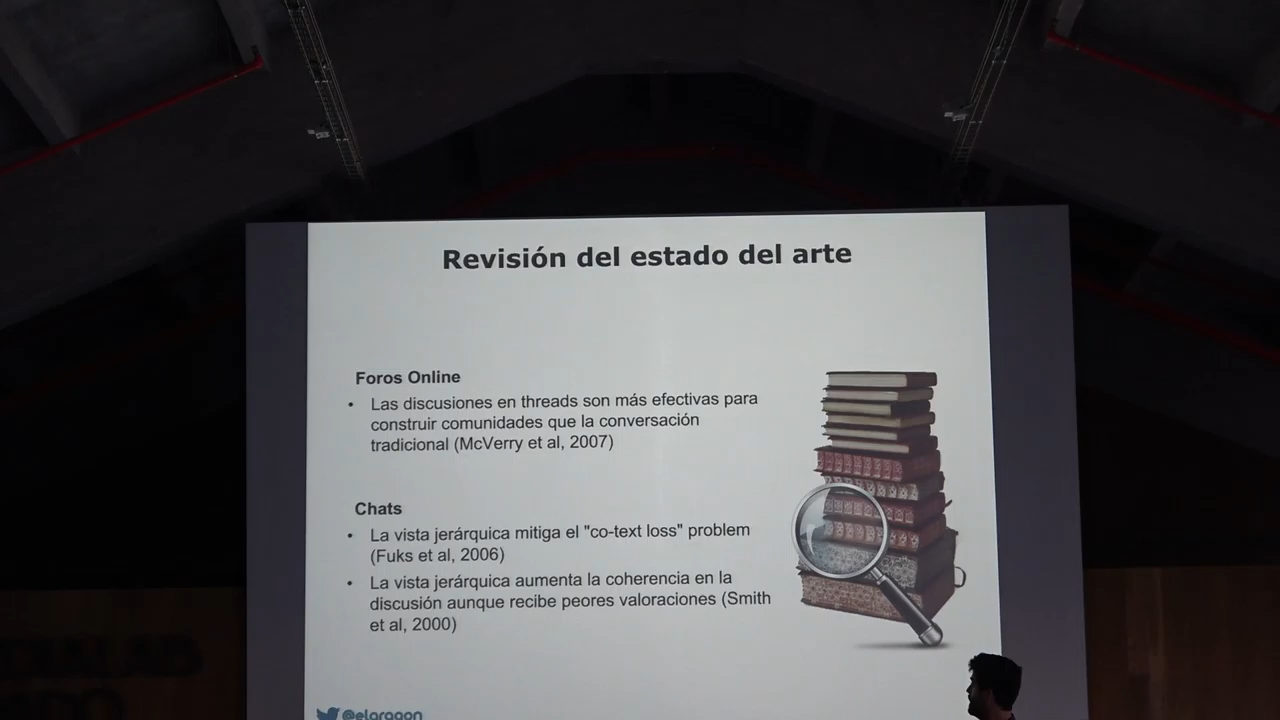 Revisión del estado del arte
Foros Online
• Las discusiones en threads son más efectivas para
construir comunidades que la conversación
tradicional (McVerry et al, 2007)
Chats
• La vista jerárquica mitiga el "co-text loss" problem
(Fuks et al, 2006)
• La vista jerárquica aumenta la coherencia en la
discusión aunque recibe peores valoraciones (Smith
et al, 2000)
@elaragon